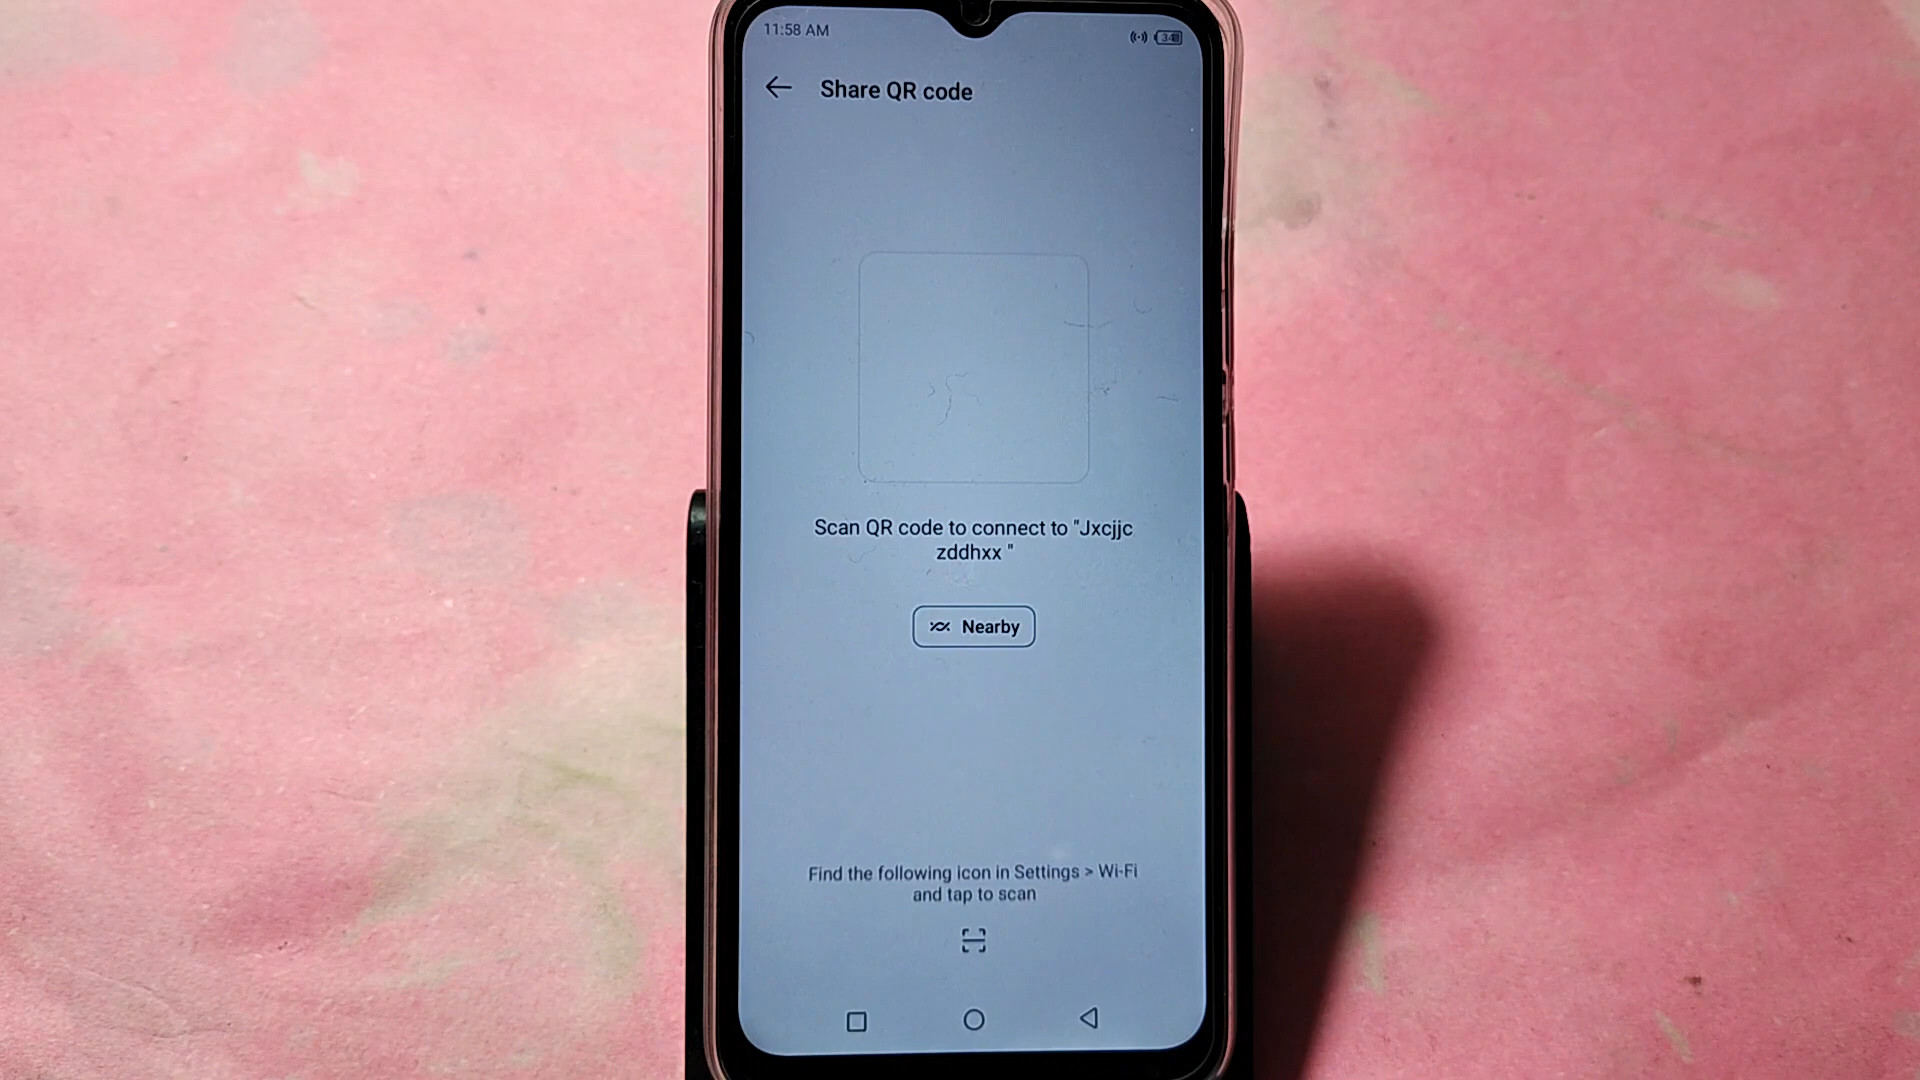 11:58 AM
34
Share QR code
Scan QR code to connect to "Jxcjjc
zddhxx "
Nearby
Find the following icon in Settings > Wi-Fi
and tap to scan